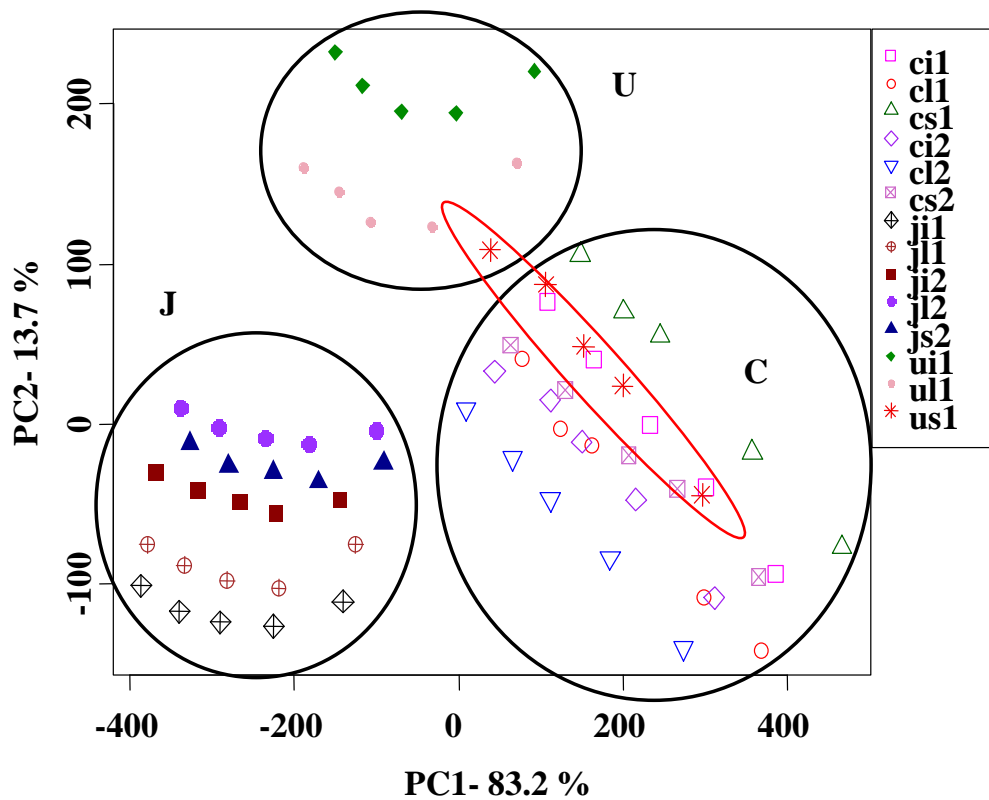 U
J
C
200
100
0
-100
PC2- 13.7 %
-400
-200
0
200
400
PC1- 83.2 %
ci1
cl1
cs1
ci2
cl2
cs2
ji1
jl1
ji2
jl2
js2
ui1
ul1
us1